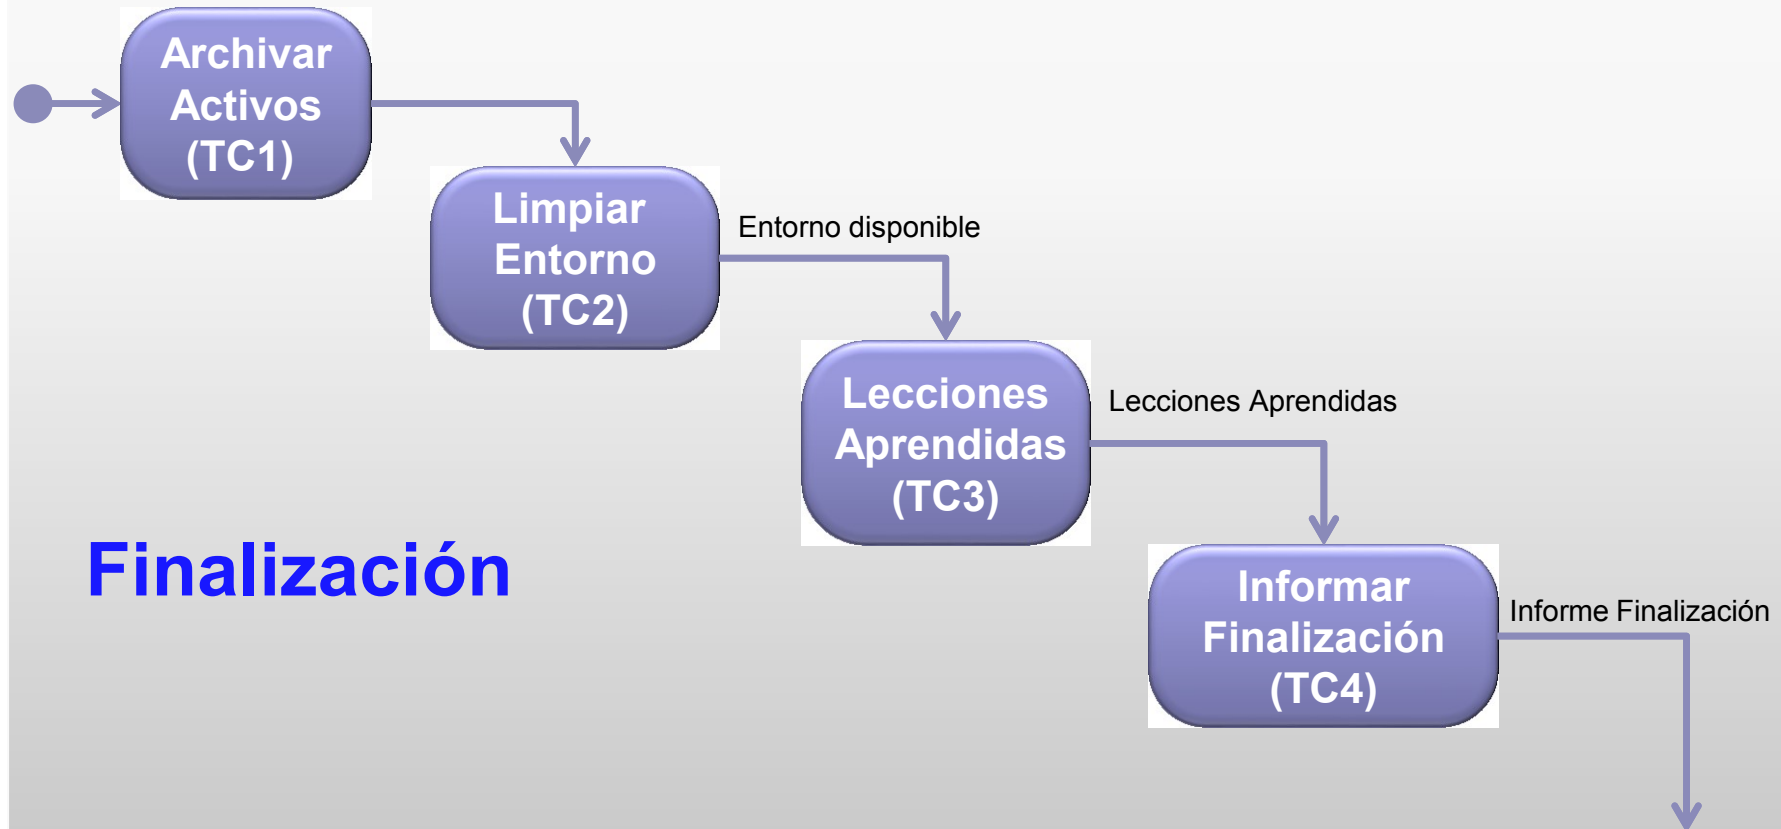 Archivar
Activos
(TC1)
Limpiar
Entorno
(TC2)
Entorno disponible
Lecciones
Aprendidas
(TC3)
Lecciones Aprendidas
Finalización
Informar
Finalización
(TC4)
Informe Finalización